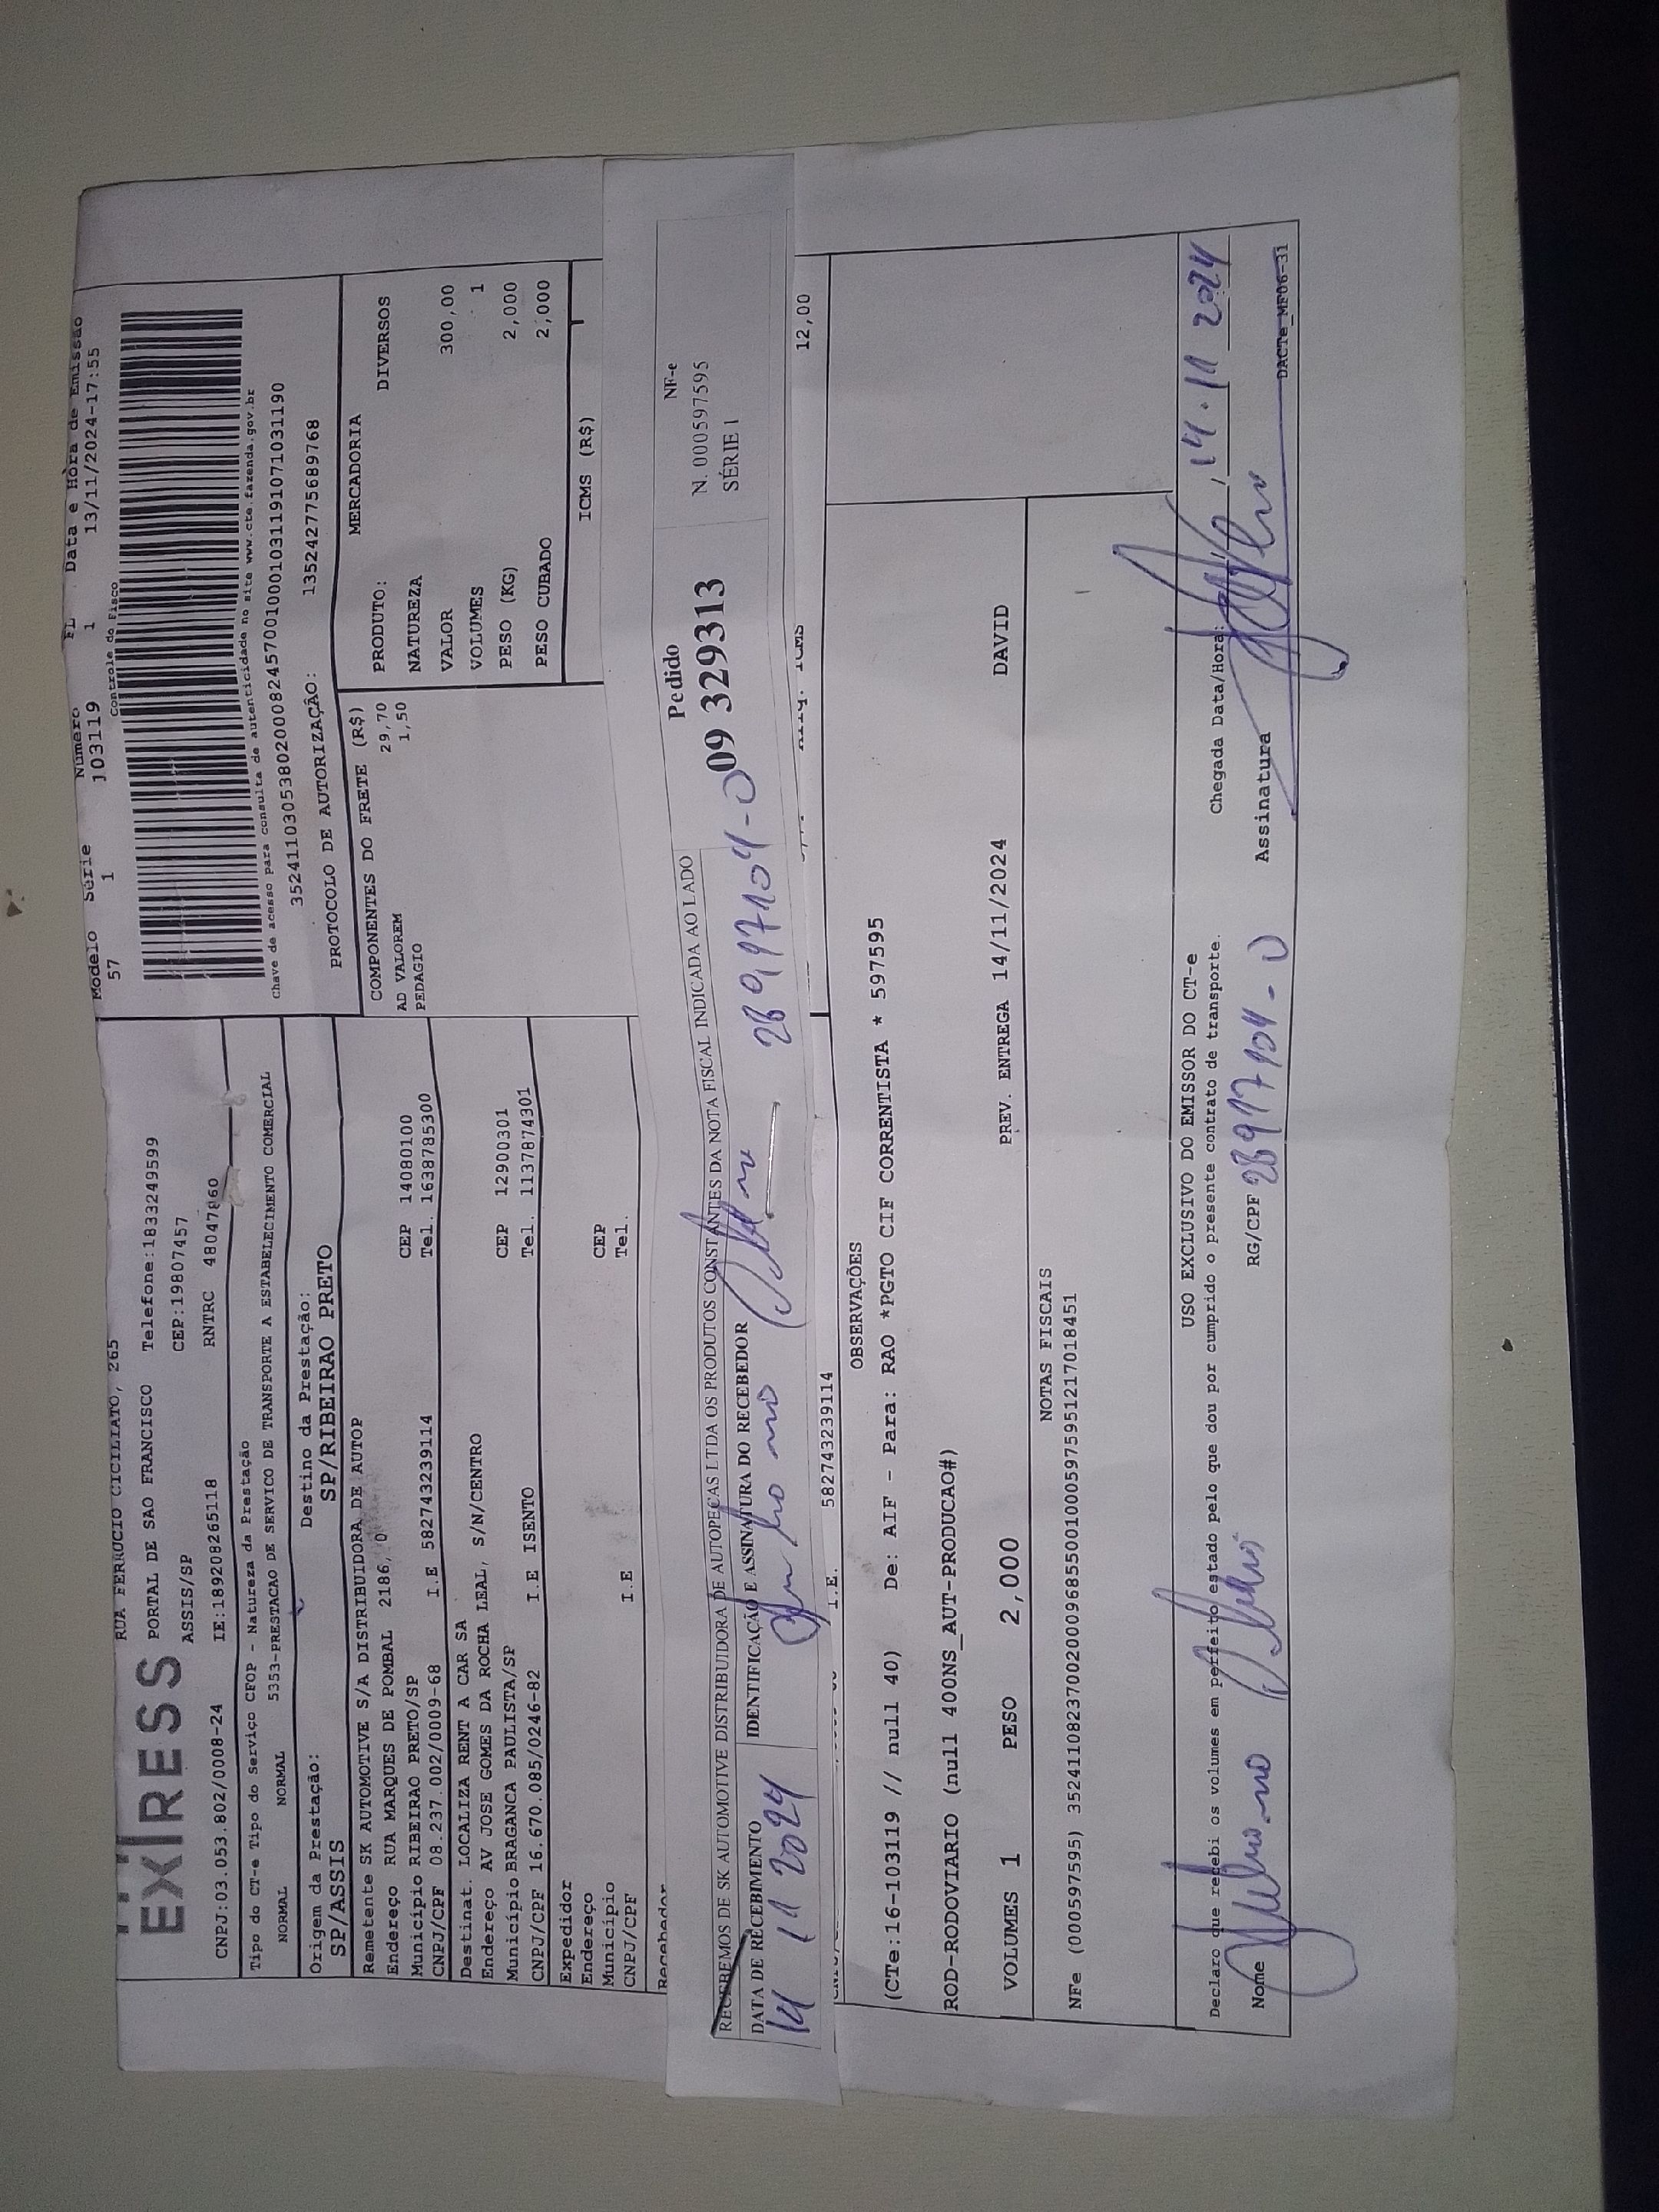 EXPRESS
RUA FERRUCIO CICILIATO, 265
PORTAL DE SAO FRANCISCO Telefone:1833249599
ASSIS/SP CEP:19807457
CNPJ:03.053.802/0008-24 IE:189208265118 RNTRC 48047860
Modelo Série Número FL Data e Hora de Emissão
57 1 103119 1 13/11/2024-17:55
Controle do Fisco
Chave de acesso para consulta de autenticidade no site www.cte.fazenda.gov.br
35241103053802000824570010001031191071031190
PROTOCOLO DE AUTORIZAÇÃO: 135242775689768
Tipo do CT-e Tipo do Serviço CFOP - Natureza da Prestação
NORMAL NORMAL 5353-PRESTACAO DE SERVICO DE TRANSPORTE A ESTABELECIMENTO COMERCIAL
Origem da Prestação: Destino da Prestação:
SP/ASSIS SP/RIBEIRAO PRETO
Remetente SK AUTOMOTIVE S/A DISTRIBUIDORA DE AUTOP
Endereço RUA MARQUES DE POMBAL 2186, 0
Município RIBEIRAO PRETO/SP CEP 14080100
CNPJ/CPF 08.237.002/0009-68 I.E 582743239114 Tel. 1638785300
Destinat. LOCALIZA RENT A CAR SA
Endereço AV JOSE GOMES DA ROCHA LEAL, S/N/CENTRO
Município BRAGANCA PAULISTA/SP CEP 12900301
CNPJ/CPF 16.670.085/0246-82 I.E ISENTO Tel. 1137874301
Expedidor
Endereço
Município CEP
CNPJ/CPF I.E Tel.
Recebedor
COMPONENTES DO FRETE (R$)
AD VALOREM 29,70
PEDAGIO 1,50
MERCADORIA
PRODUTO: DIVERSOS
NATUREZA
VALOR 300,00
VOLUMES 1
PESO (KG) 2,000
PESO CUBADO 2,000
ICMS (R$)
RECEBEMOS DE SK AUTOMOTIVE DISTRIBUIDORA DE AUTOPEÇAS LTDA OS PRODUTOS CONSTANTES DA NOTA FISCAL INDICADA AO LADO
DATA DE RECEBIMENTO IDENTIFICAÇÃO E ASSINATURA DO RECEBEDOR
14 11 2024 28917104-0
Pedido
09 329313
NF-e
N. 000597595
SÉRIE 1
I.E. 582743239114
Aliq. ICMS 12,00
OBSERVAÇÕES
(CTe:16-103119 // null 40) De: AIF - Para: RAO *PGTO CIF CORRENTISTA * 597595
ROD-RODOVIARIO (null 400NS_AUT-PRODUCAO#)
VOLUMES 1 PESO 2,000 PREV. ENTREGA 14/11/2024 DAVID
NOTAS FISCAIS
NFe (000597595) 35241108237002000968550010005975951217018451
USO EXCLUSIVO DO EMISSOR DO CT-e
Declaro que recebi os volumes em perfeito estado pelo que dou por cumprido o presente contrato de transporte.
Chegada Data/Hora: 14.11 2024
Nome RG/CPF 28917104-0 Assinatura
DACTe_MF06-31